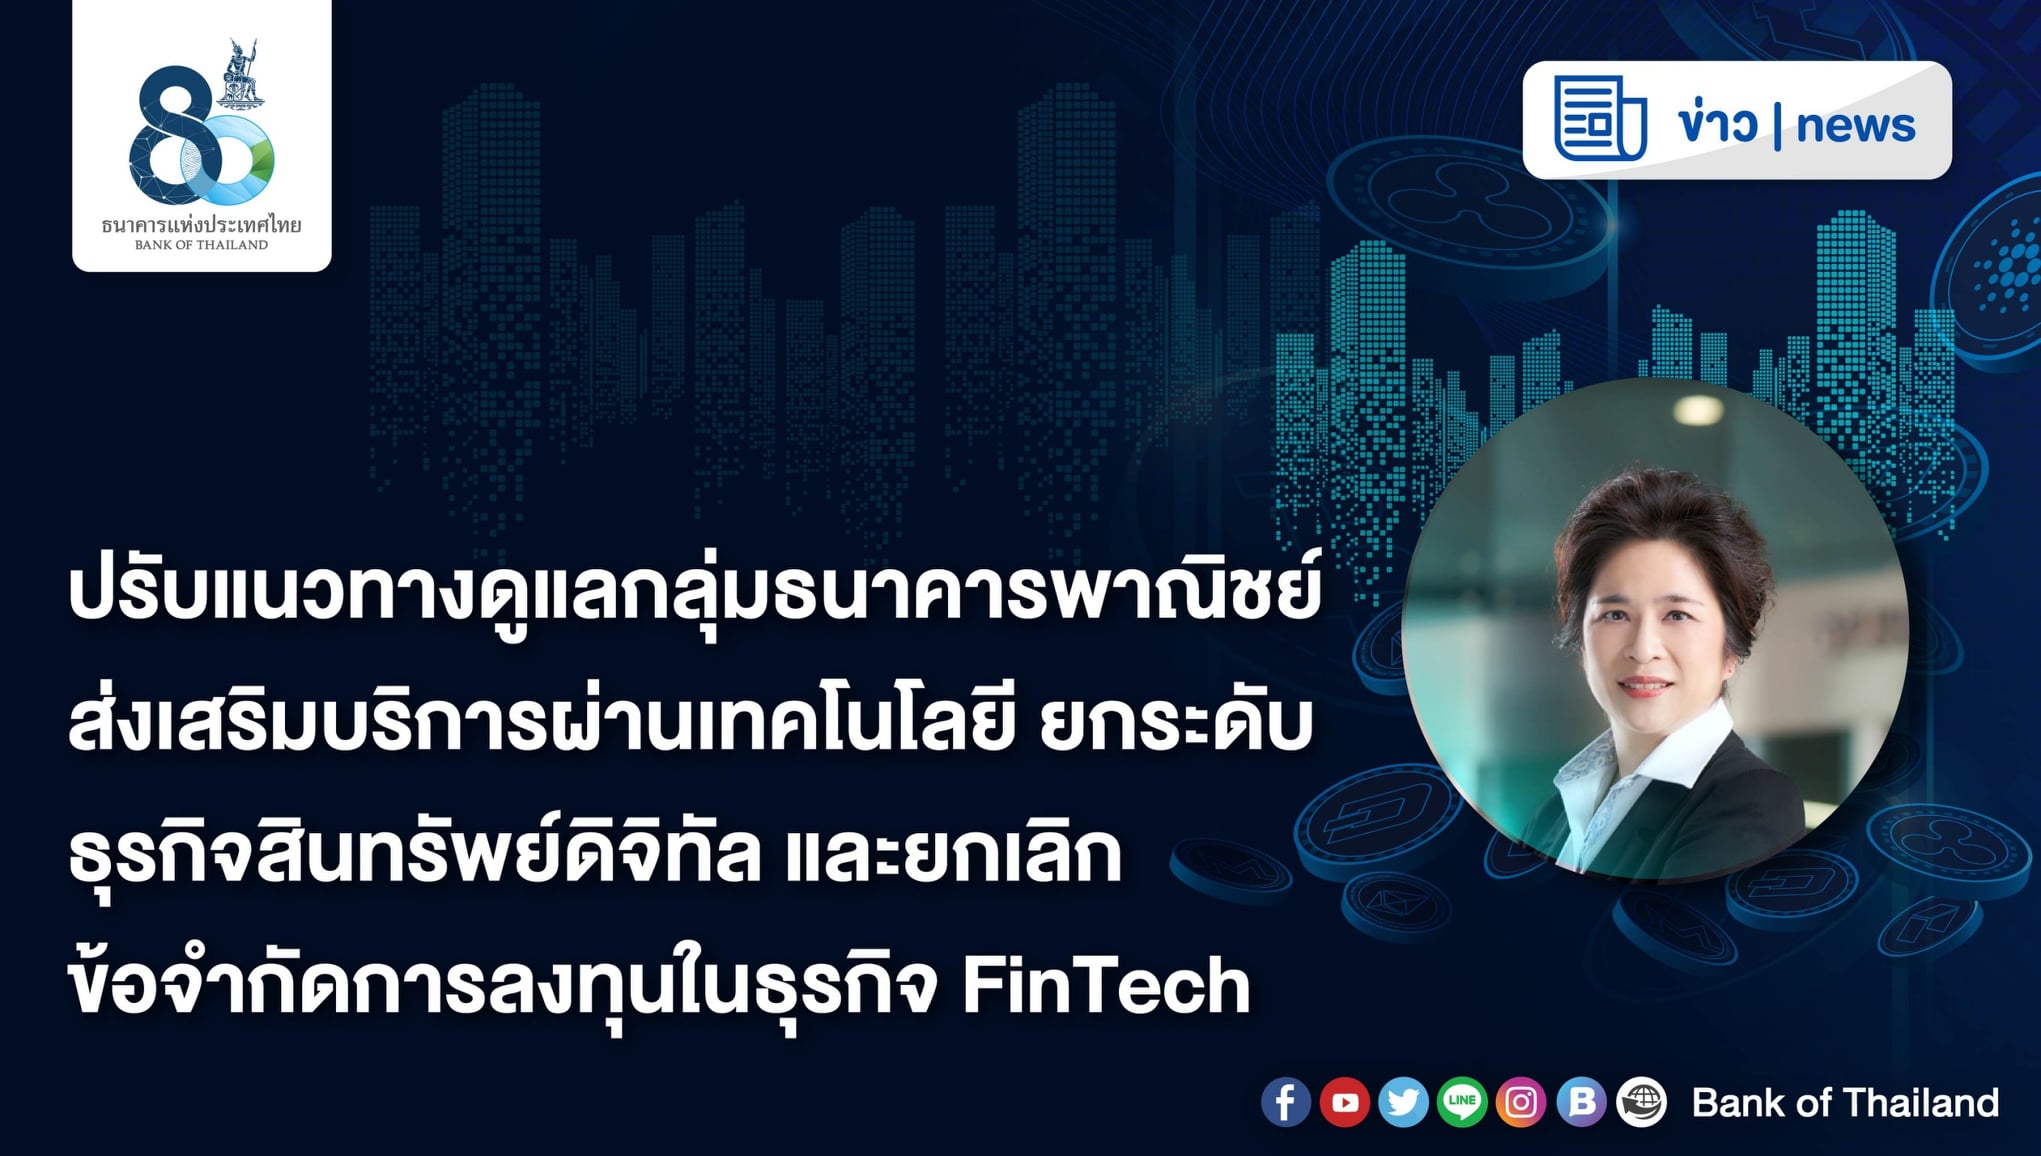 80
ธนาคารแห่งประเทศไทย
BANK OF THAILAND
ข่าว | news
ปรับแนวทางดูแลกลุ่มธนาคารพาณิชย์
ส่งเสริมบริการผ่านเทคโนโลยี ยกระดับ
ธุรกิจสินทรัพย์ดิจิทัล และยกเลิก
ข้อจำกัดการลงทุนในธุรกิจ FinTech
LINE
Bank of Thailand